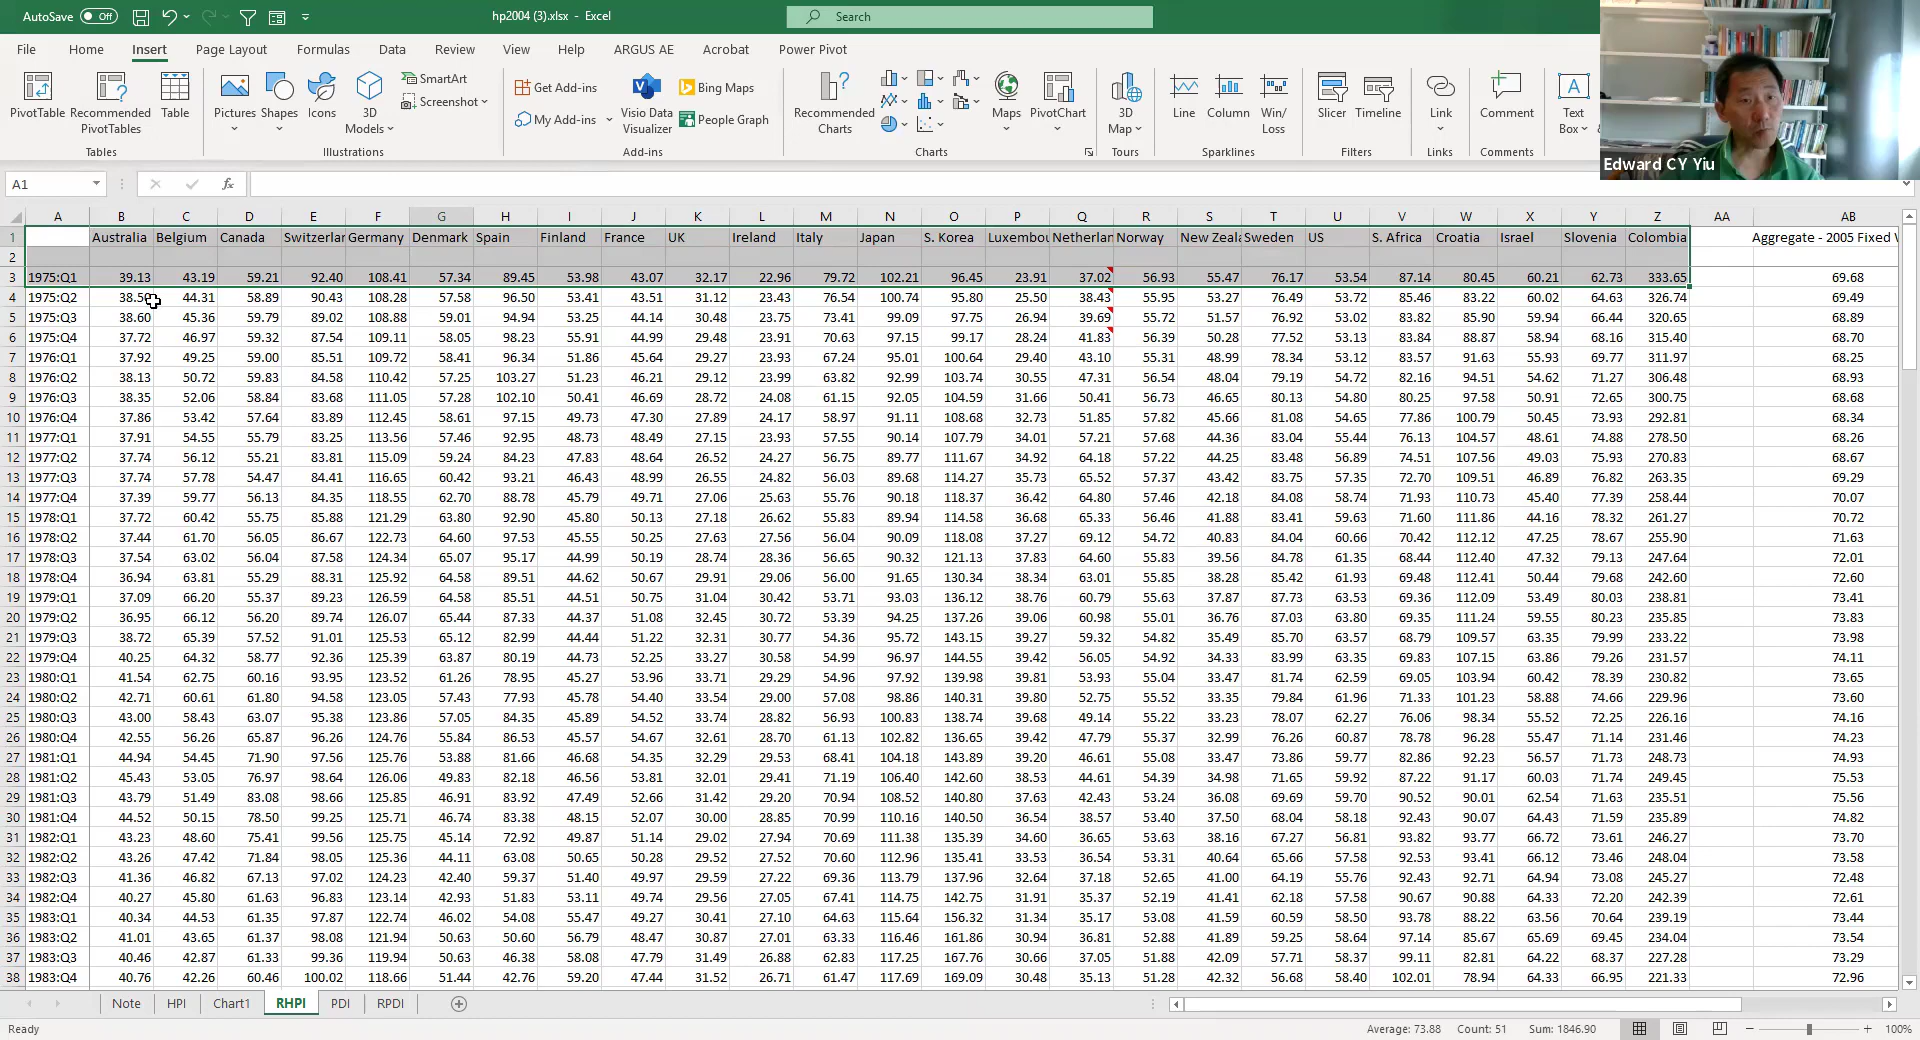 AutoSave Off hp2004 (3).xlsx - Excel Search
File Home Insert Page Layout Formulas Data Review View Help ARGUS AE Acrobat Power Pivot
PivotTable Recommended PivotTables Table Pictures Shapes Icons 3D Models SmartArt Screenshot Get Add-ins My Add-ins Visio Data Visualizer Bing Maps People Graph Recommended Charts Maps PivotChart 3D Map Line Column Win/ Loss Slicer Timeline Link Comment Text Box
Tables Illustrations Add-ins Charts Tours Sparklines Filters Links Comments
Edward CY Yiu
A1 fx
A B C D E F G H I J K L M N O P Q R S T U V W X Y Z AA AB
1 Australia Belgium Canada Switzerlar Germany Denmark Spain Finland France UK Ireland Italy Japan S. Korea Luxembou Netherlan Norway New Zeala Sweden US S. Africa Croatia Israel Slovenia Colombia Aggregate - 2005 Fixed
2
3 1975:Q1 39.13 43.19 59.21 92.40 108.41 57.34 89.45 53.98 43.07 32.17 22.96 79.72 102.21 96.45 23.91 37.02 56.93 55.47 76.17 53.54 87.14 80.45 60.21 62.73 333.65 69.68
4 1975:Q2 38.50 44.31 58.89 90.43 108.28 57.58 96.50 53.41 43.51 31.12 23.43 76.54 100.74 95.80 25.50 38.43 55.95 53.27 76.49 53.72 85.46 83.22 60.02 64.63 326.74 69.49
5 1975:Q3 38.60 45.36 59.79 89.02 108.88 59.01 94.94 53.25 44.14 30.48 23.75 73.41 99.09 97.75 26.94 39.69 55.72 51.57 76.92 53.02 83.82 85.90 59.94 66.44 320.65 68.89
6 1975:Q4 37.72 46.97 59.32 87.54 109.11 58.05 98.23 55.91 44.99 29.48 23.91 70.63 97.15 99.17 28.24 41.83 56.39 50.28 77.52 53.13 83.84 88.87 58.94 68.16 315.40 68.70
7 1976:Q1 37.92 49.25 59.00 85.51 109.72 58.41 96.34 51.86 45.64 29.27 23.93 67.24 95.01 100.64 29.40 43.10 55.31 48.99 78.34 53.12 83.57 91.63 55.93 69.77 311.97 68.25
8 1976:Q2 38.13 50.72 59.83 84.58 110.42 57.25 103.27 51.23 46.21 29.12 23.99 63.82 92.99 103.74 30.55 47.31 56.54 48.04 79.19 54.72 82.16 94.51 54.62 71.27 306.48 68.93
9 1976:Q3 38.35 52.06 58.84 83.68 111.05 57.28 102.10 50.41 46.69 28.72 24.08 61.15 92.05 104.59 31.66 50.41 56.73 46.65 80.13 54.80 80.25 97.58 50.91 72.65 300.75 68.68
10 1976:Q4 37.86 53.42 57.64 83.89 112.45 58.61 97.15 49.73 47.30 27.89 24.17 58.97 91.11 108.68 32.73 51.85 57.82 45.66 81.08 54.65 77.86 100.79 50.45 73.93 292.81 68.34
11 1977:Q1 37.91 54.55 55.79 83.25 113.56 57.46 92.95 48.73 48.49 27.15 23.93 57.55 90.14 107.79 34.01 57.21 57.68 44.36 83.04 55.44 76.13 104.57 48.61 74.88 278.50 68.26
12 1977:Q2 37.74 56.12 55.21 83.81 115.09 59.24 84.23 47.83 48.64 26.52 24.27 56.75 89.77 111.67 34.92 64.18 57.22 44.25 83.48 56.89 74.51 107.56 49.03 75.93 270.83 68.67
13 1977:Q3 37.74 57.78 54.47 84.41 116.65 60.42 93.21 46.43 48.99 26.55 24.82 56.03 89.68 114.27 35.73 65.52 57.37 43.42 83.75 57.35 72.70 109.51 46.89 76.82 263.35 69.29
14 1977:Q4 37.39 59.77 56.13 84.35 118.55 62.70 88.78 45.79 49.71 27.06 25.63 55.76 90.18 118.37 36.42 64.80 57.46 42.18 84.08 58.74 71.93 110.73 45.40 77.39 258.44 70.07
15 1978:Q1 37.72 60.42 55.75 85.88 121.29 63.80 92.90 45.80 50.13 27.18 26.62 55.83 89.94 114.58 36.68 65.33 56.46 41.88 83.41 59.63 71.60 111.86 44.16 78.32 261.27 70.72
16 1978:Q2 37.44 61.70 56.05 86.67 122.73 64.60 97.53 45.55 50.25 27.63 27.56 56.04 90.09 118.08 37.27 69.12 54.72 40.83 84.04 60.66 70.42 112.12 47.25 78.67 255.90 71.63
17 1978:Q3 37.54 63.02 56.04 87.58 124.34 65.07 95.17 44.99 50.19 28.74 28.36 56.65 90.32 121.13 37.83 64.60 55.83 39.56 84.78 61.35 68.44 112.40 47.32 79.13 247.64 72.01
18 1978:Q4 36.94 63.81 55.29 88.31 125.92 64.58 89.51 44.62 50.67 29.91 29.06 56.00 91.65 130.34 38.34 63.01 55.85 38.28 85.42 61.93 69.48 112.41 50.44 79.68 242.60 72.60
19 1979:Q1 37.09 66.20 55.37 89.23 126.59 64.58 85.51 44.51 50.75 31.04 30.42 53.71 93.03 136.12 38.76 60.79 55.63 37.87 87.73 63.53 69.36 112.09 53.49 80.03 238.81 73.41
20 1979:Q2 36.95 66.12 56.20 89.74 126.07 65.44 87.33 44.37 51.08 32.45 30.72 53.39 94.25 137.26 39.06 60.98 55.01 36.76 87.03 63.80 69.35 111.24 59.55 80.23 235.85 73.83
21 1979:Q3 38.72 65.39 57.52 91.01 125.53 65.12 82.99 44.44 51.22 32.31 30.77 54.36 95.72 143.15 39.27 59.32 54.82 35.49 85.70 63.57 68.79 109.57 63.35 79.99 233.22 73.98
22 1979:Q4 40.25 64.32 58.77 92.36 125.39 63.87 80.19 44.73 52.25 33.27 30.58 54.99 96.97 144.55 39.42 56.05 54.92 34.33 83.99 63.35 69.83 107.15 63.86 79.26 231.57 74.11
23 1980:Q1 41.54 62.75 60.16 93.95 123.52 61.26 78.95 45.27 53.96 33.71 29.29 54.96 97.92 139.98 39.81 53.93 55.04 33.47 81.74 62.59 69.05 103.94 60.42 78.39 230.82 73.65
24 1980:Q2 42.71 60.61 61.80 94.58 123.05 57.43 77.93 45.78 54.40 33.54 29.00 57.08 98.86 140.31 39.80 52.75 55.52 33.35 79.84 61.96 71.33 101.23 58.88 74.66 229.96 73.60
25 1980:Q3 43.00 58.43 63.07 95.38 123.86 57.05 84.35 45.89 54.52 33.74 28.82 56.93 100.83 138.74 39.68 49.14 55.22 33.23 78.07 62.27 76.06 98.34 55.52 72.25 226.16 74.16
26 1980:Q4 42.55 56.26 65.87 96.26 124.76 55.84 86.53 45.57 54.67 32.61 28.70 61.13 102.82 136.65 39.42 47.79 55.37 32.99 76.26 60.87 78.78 96.28 55.47 71.14 231.46 74.23
27 1981:Q1 44.94 54.45 71.90 97.56 125.76 53.88 81.66 46.68 54.35 32.29 29.53 68.41 104.18 143.89 39.20 46.61 55.08 33.47 73.86 59.77 82.86 92.23 56.57 71.73 248.73 74.93
28 1981:Q2 45.43 53.05 76.97 98.64 126.06 49.83 82.18 46.56 53.81 32.01 29.41 71.19 106.40 142.60 38.53 44.61 54.39 34.98 71.65 59.92 87.22 91.17 60.03 71.74 249.45 75.53
29 1981:Q3 43.79 51.49 83.08 98.66 125.85 46.91 83.92 47.49 52.66 31.42 29.20 70.94 108.52 140.80 37.63 42.43 53.24 36.08 69.69 59.70 90.52 90.01 62.54 71.63 235.51 75.56
30 1981:Q4 44.52 50.15 78.50 99.25 125.71 46.74 83.38 48.15 52.07 30.00 28.85 70.99 110.16 140.50 36.54 38.57 53.40 37.50 68.04 58.18 92.43 90.07 64.43 71.59 235.89 74.82
31 1982:Q1 43.23 48.60 75.41 99.56 125.75 45.14 72.92 49.87 51.14 29.02 27.94 70.69 111.38 135.39 34.60 36.65 53.63 38.16 67.27 56.81 93.82 93.77 66.72 73.61 246.27 73.70
32 1982:Q2 43.26 47.42 71.84 98.05 125.36 44.11 63.08 50.65 50.28 29.52 27.52 70.60 112.96 135.41 33.53 36.54 53.31 40.64 65.66 57.58 92.53 93.41 66.12 73.46 248.04 73.58
33 1982:Q3 41.36 46.82 67.13 97.02 124.23 42.40 59.37 51.40 49.97 29.59 27.22 69.36 113.79 137.96 32.64 37.18 52.65 41.00 64.19 55.76 92.43 92.71 64.94 73.08 245.27 72.48
34 1982:Q4 40.27 45.80 61.63 96.83 123.14 42.93 51.81 53.11 49.74 29.56 27.05 67.41 114.75 142.75 31.91 35.37 52.19 41.41 62.18 57.58 90.67 90.88 64.33 72.20 242.39 72.61
35 1983:Q1 40.34 44.53 61.35 97.87 122.74 46.02 54.08 55.47 49.27 30.41 27.10 64.63 115.64 156.32 31.34 35.17 53.08 41.59 60.59 58.50 93.78 88.22 63.56 70.64 239.19 73.44
36 1983:Q2 41.01 43.65 61.37 98.08 121.94 50.63 50.60 56.79 48.47 30.87 27.01 63.33 116.46 161.86 30.94 36.81 52.88 41.89 59.25 58.64 97.14 85.67 65.69 69.45 234.04 73.54
37 1983:Q3 40.46 42.87 61.33 99.36 119.94 50.63 46.38 58.08 47.79 31.49 26.88 62.83 117.25 167.76 30.66 37.05 51.88 42.09 57.71 58.37 99.11 82.81 64.22 68.37 227.28 73.29
38 1983:Q4 40.76 42.26 60.46 100.02 118.66 51.44 42.76 59.20 47.44 31.52 26.71 61.47 117.69 169.09 30.48 35.13 51.28 42.32 56.68 58.40 102.01 78.94 64.33 66.95 221.33 72.96
Note HPI Chart1 RHPI PDI RPDI
Ready Average: 73.88 Count: 51 Sum: 1846.90 100%